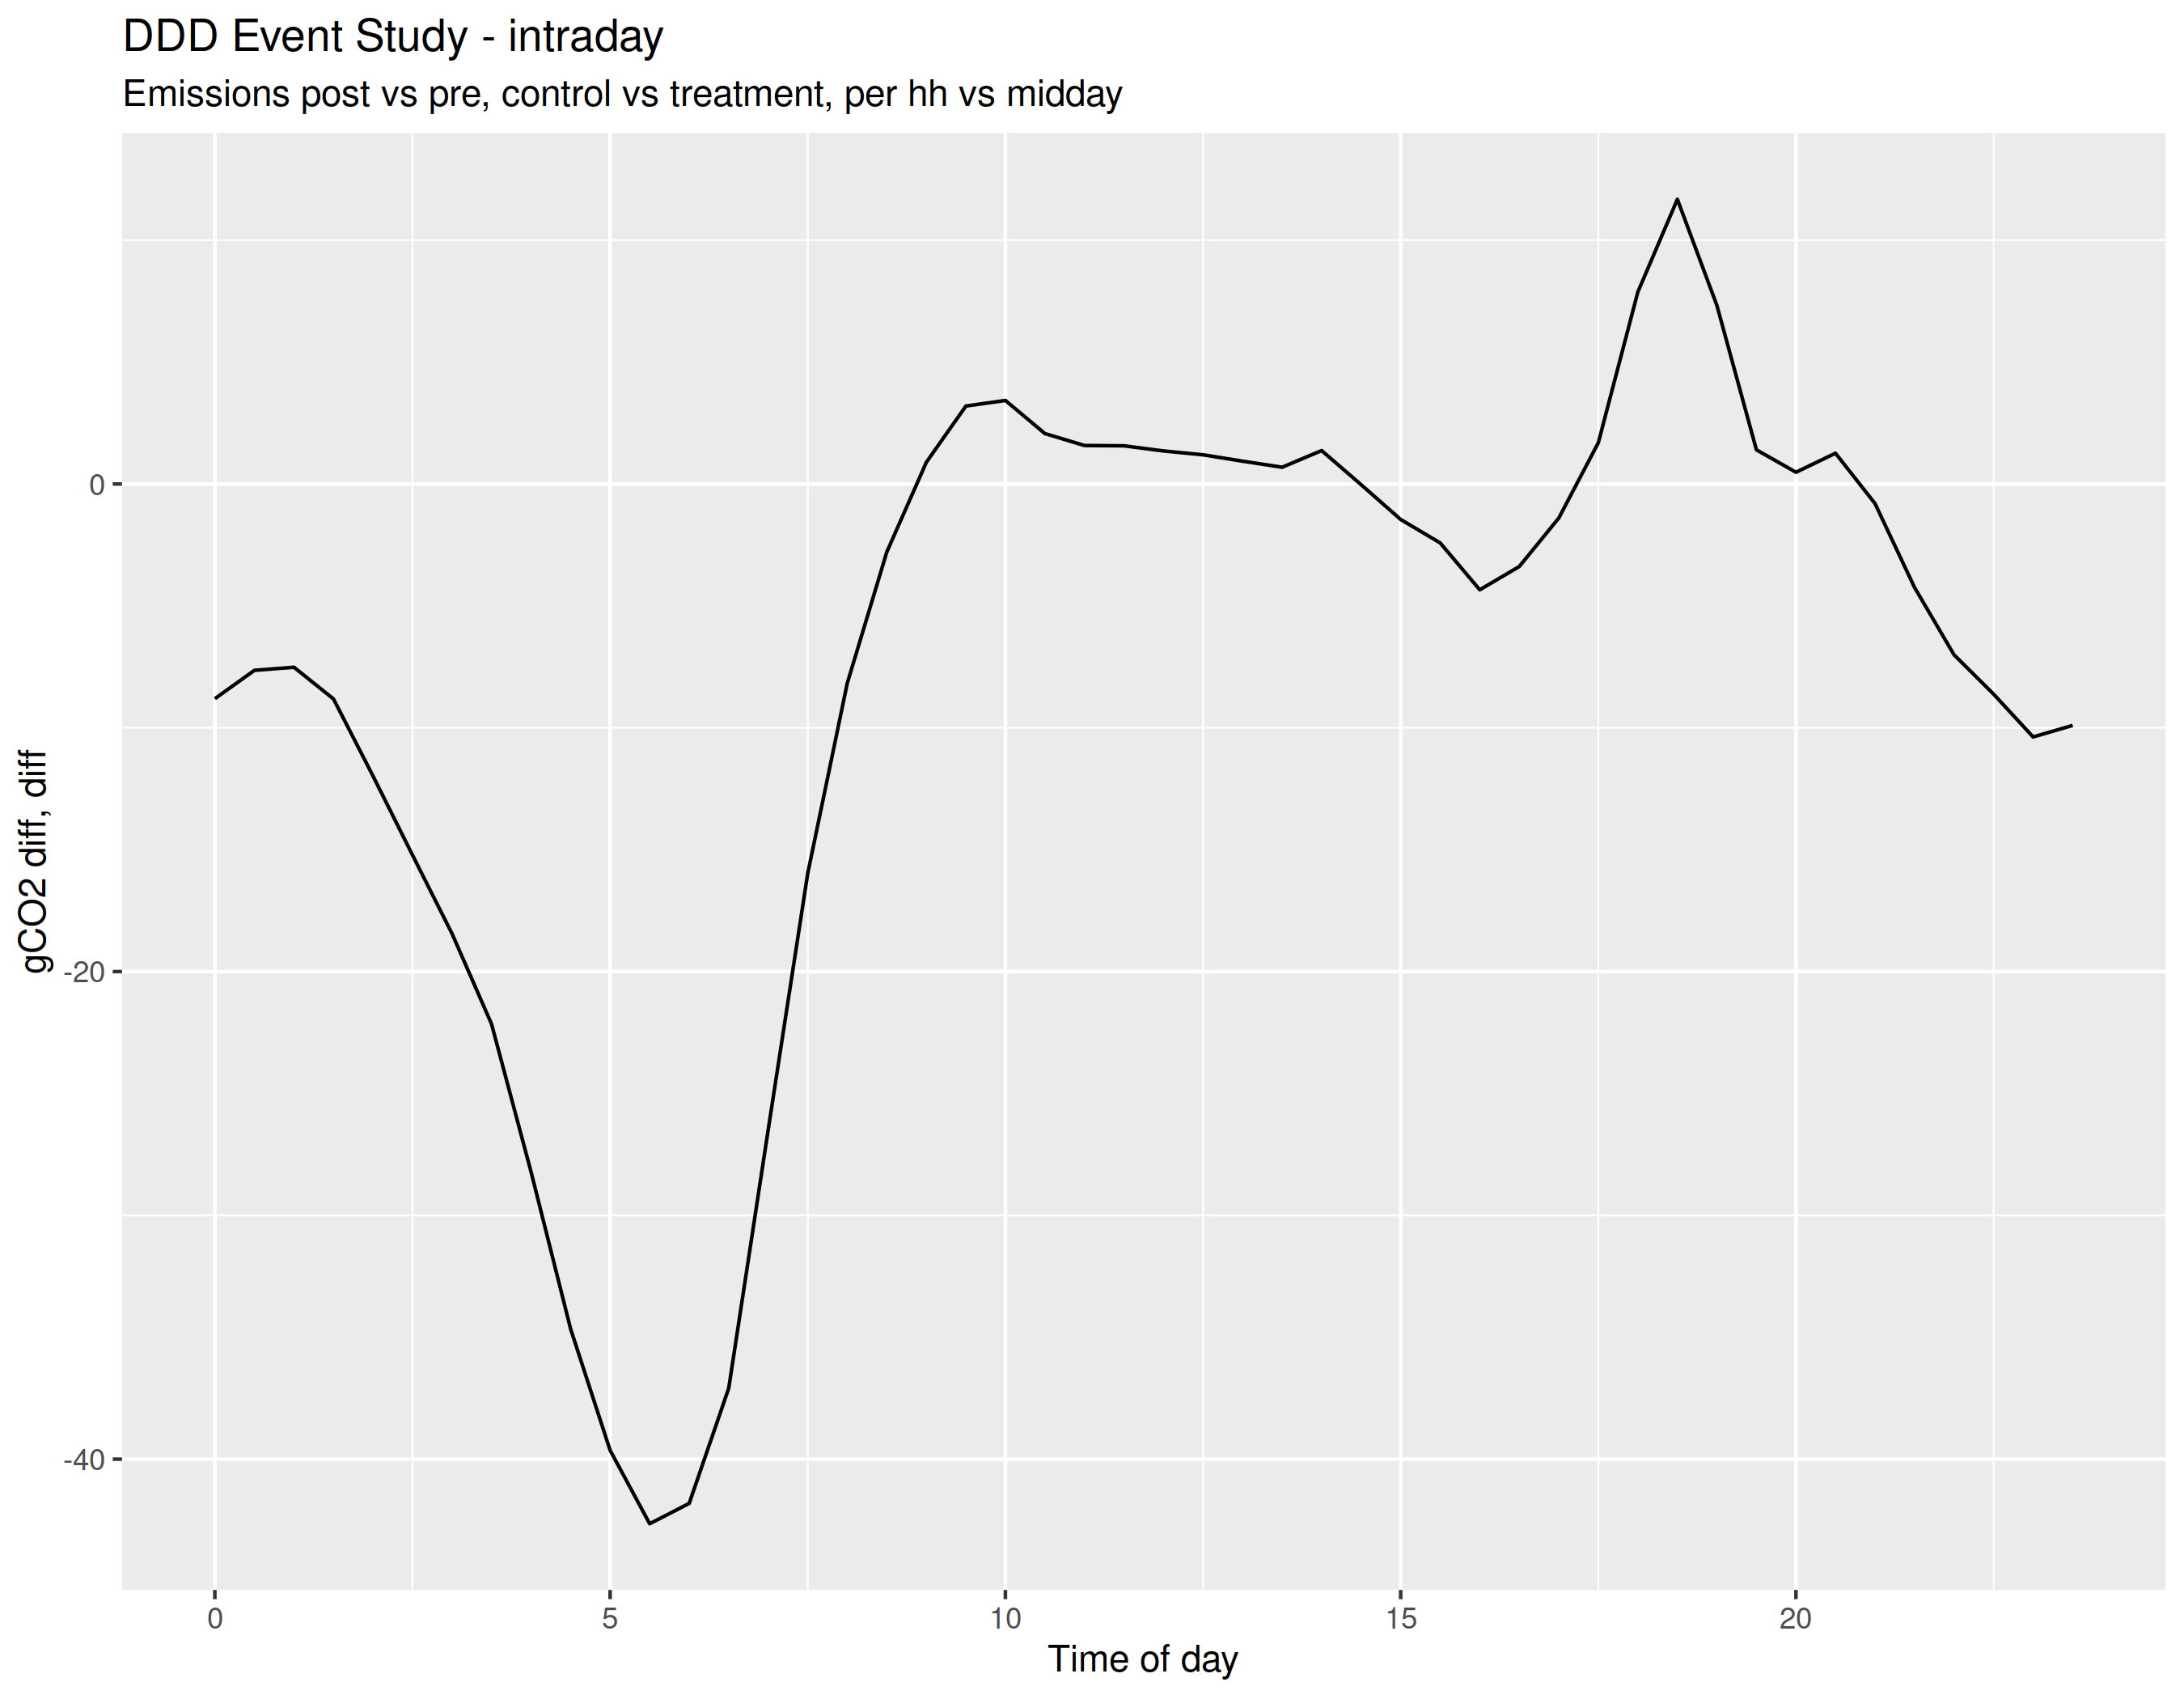 DDD Event Study - intraday
Emissions post vs pre, control vs treatment, per hh vs midday
gCO2 diff, diff
0
-20
-40
0 5 10 15 20
Time of day